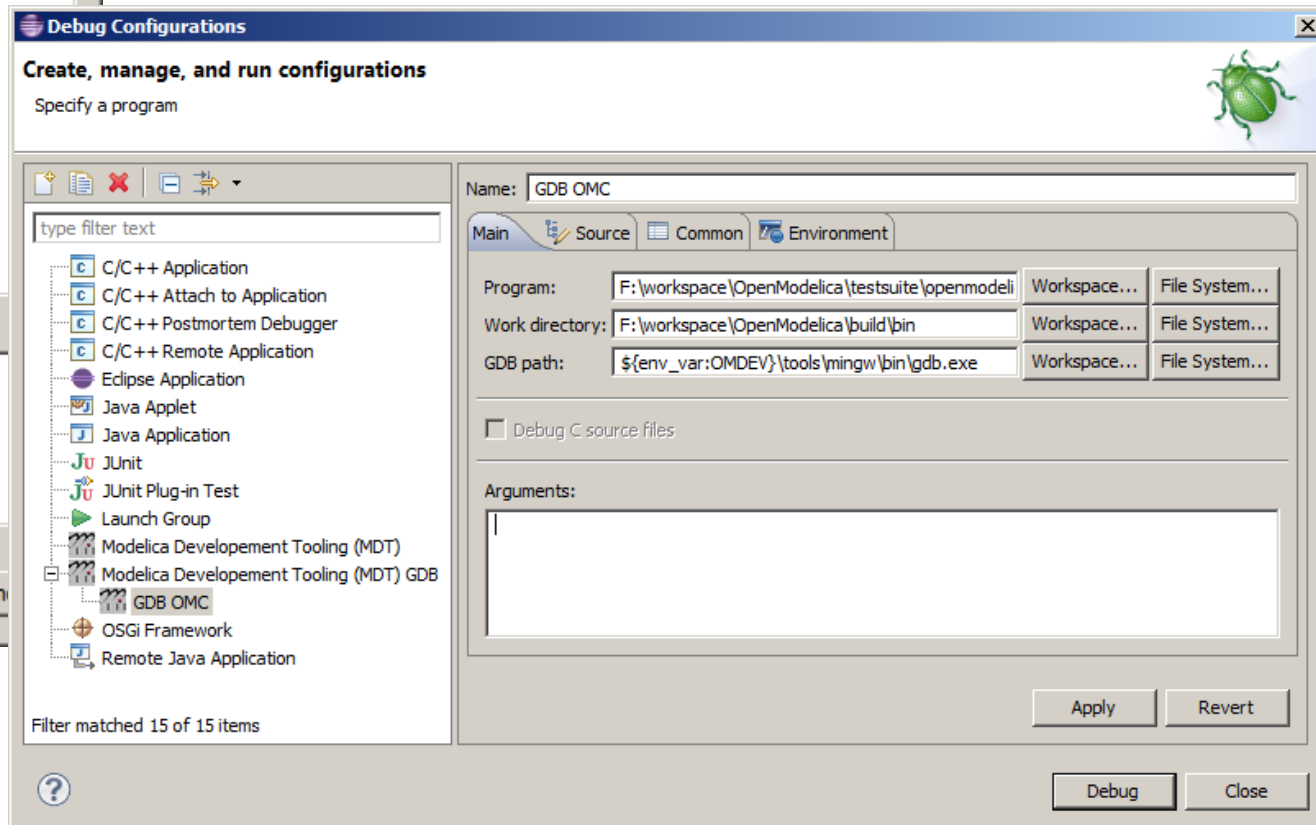 Debug Configurations
Create, manage, and run configurations
Specify a program
type filter text
C/C++ Application
C/C++ Attach to Application
C/C++ Postmortem Debugger
C/C++ Remote Application
Eclipse Application
Java Applet
Java Application
JUnit
JUnit Plug-in Test
Launch Group
Modelica Developement Tooling (MDT)
Modelica Developement Tooling (MDT) GDB
GDB OMC
OSGi Framework
Remote Java Application
Filter matched 15 of 15 items
Name: GDB OMC
Main Source Common Environment
Program: F:\workspace\OpenModelica\testsuite\openmodeli Workspace... File System...
Work directory: F:\workspace\OpenModelica\build\bin Workspace... File System...
GDB path: ${env_var:OMDEV}\tools\mingw\bin\gdb.exe Workspace... File System...
Debug C source files
Arguments:
Apply Revert
Debug Close